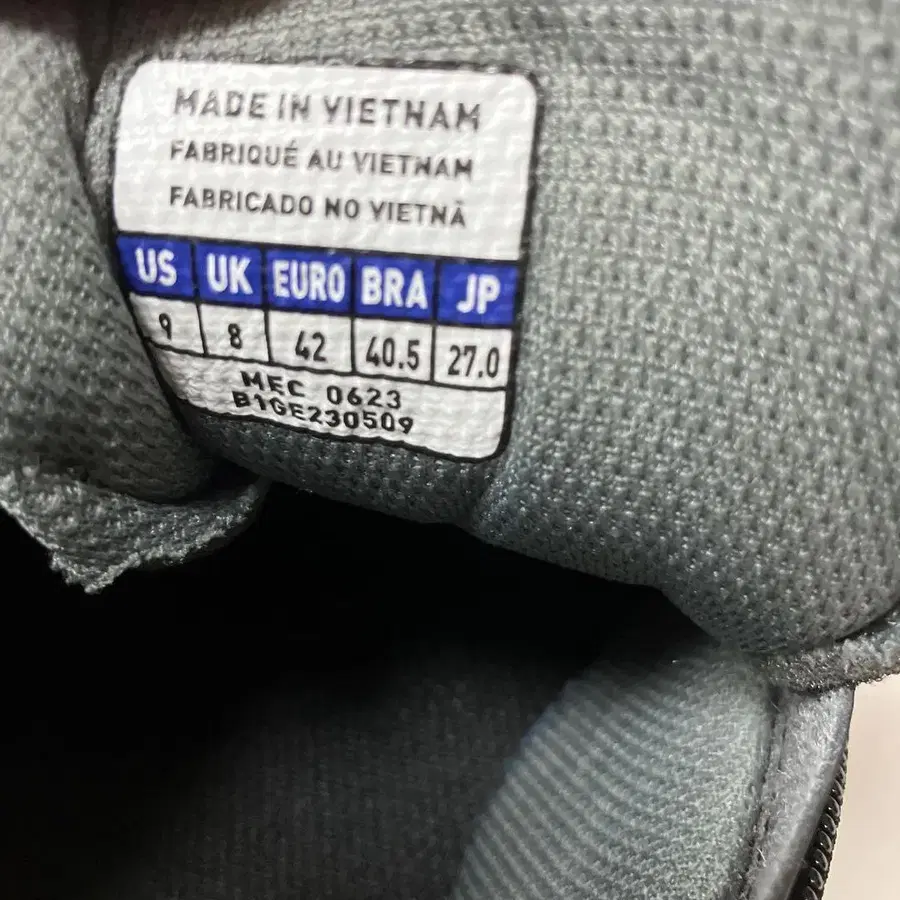 MADE IN VIETNAM
FABRIQUÉ AU VIETNAM
FABRICADO NO VIETNÃ
US UK EURO BRA JP
9 8 42 40.5 27.0
MEC 0623
B1GE230509